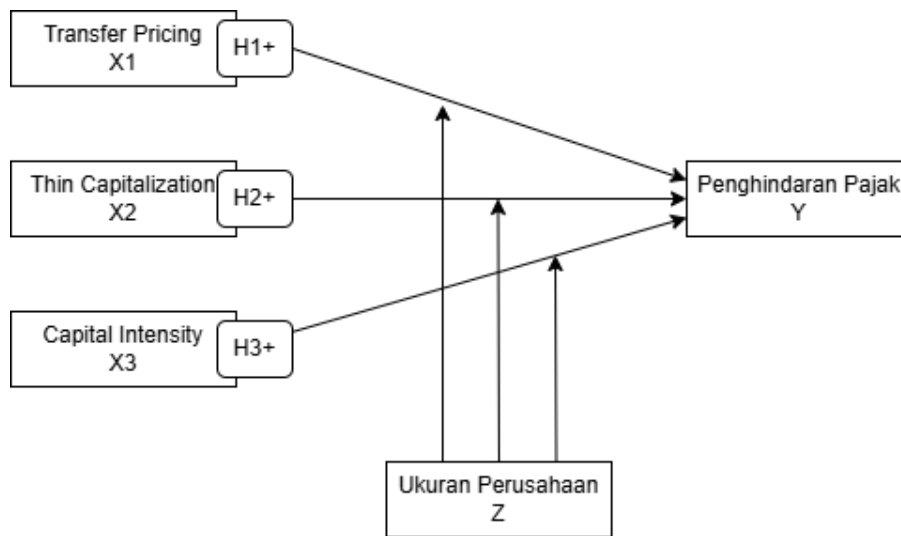 Transfer Pricing
X1
H1+
Thin Capitalization
X2
H2+
Penghindaran Pajak
Y
Capital Intensity
X3
H3+
Ukuran Perusahaan
Z